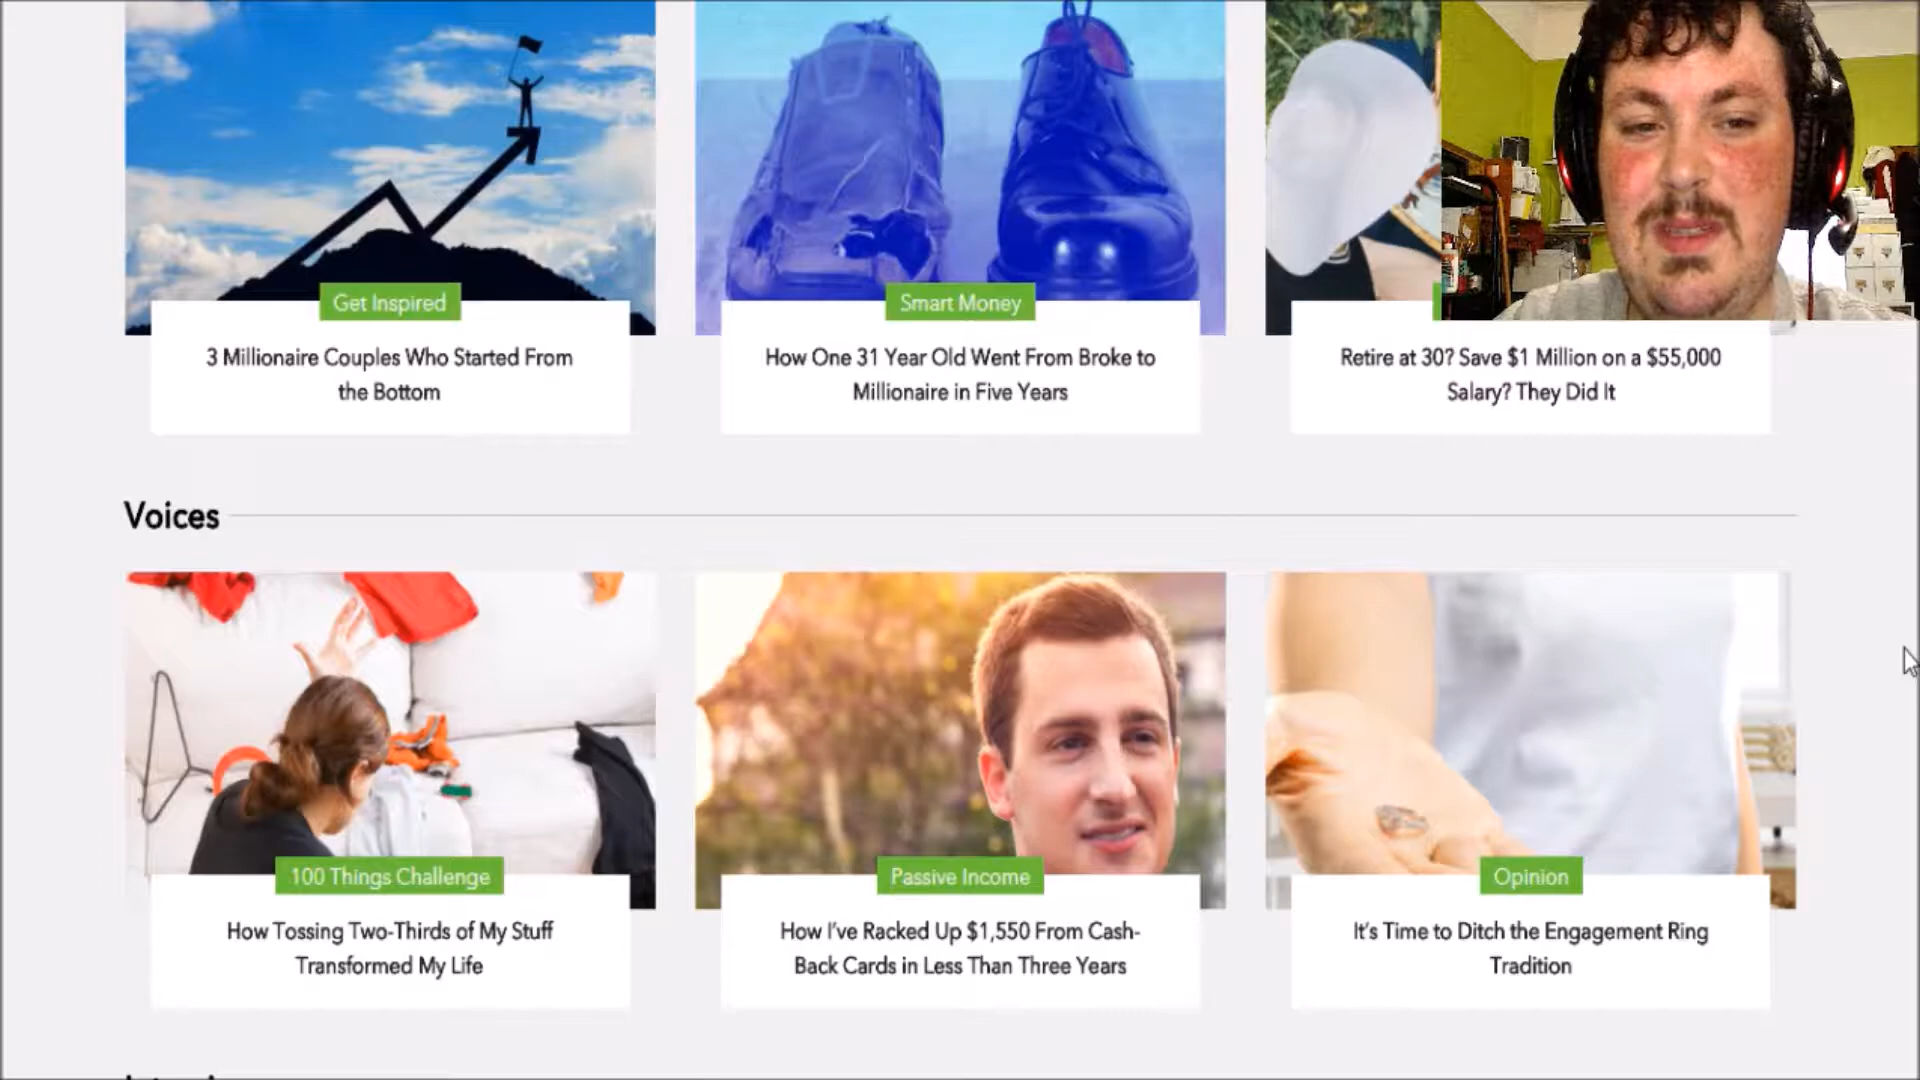 Get Inspired
3 Millionaire Couples Who Started From
the Bottom
Smart Money
How One 31 Year Old Went From Broke to
Millionaire in Five Years
Retire at 30? Save $1 Million on a $55,000
Salary? They Did It
Voices
100 Things Challenge
How Tossing Two-Thirds of My Stuff
Transformed My Life
Passive Income
How I've Racked Up $1,550 From Cash-
Back Cards in Less Than Three Years
Opinion
It's Time to Ditch the Engagement Ring
Tradition